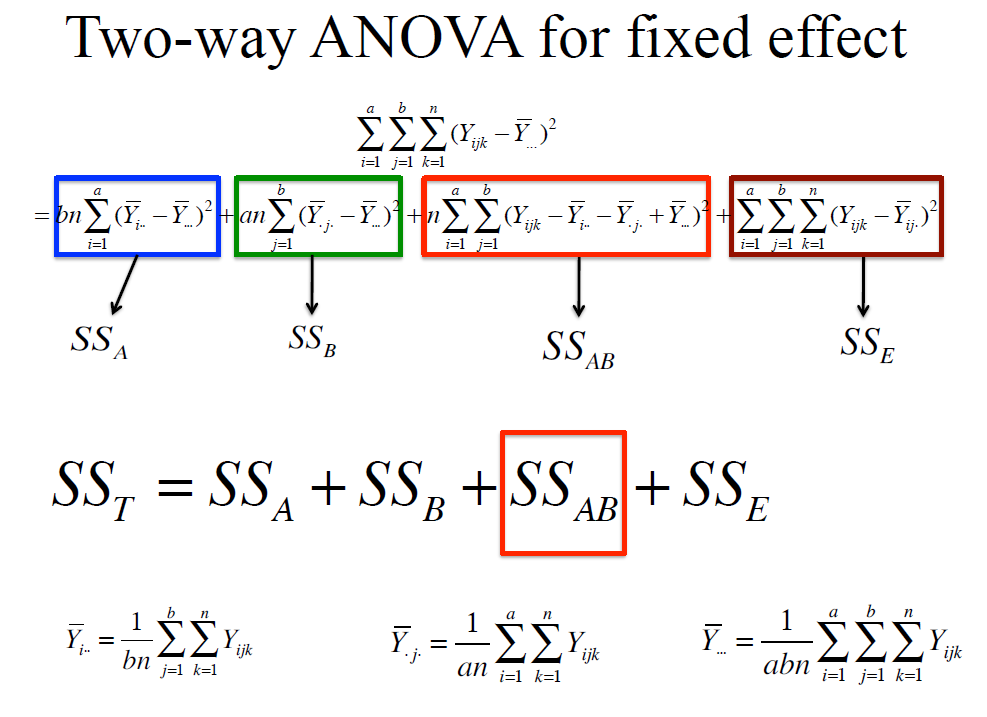 Two-way ANOVA for fixed effect
$\sum_{i=1}^{a}\sum_{j=1}^{b}\sum_{k=1}^{n}(Y_{ijk}-\overline{Y}_{...})^2$
$=bn\sum_{i=1}^{a}(\overline{Y}_{i..}-\overline{Y}_{...})^2+an\sum_{j=1}^{b}(\overline{Y}_{.j.}-\overline{Y}_{...})^2+n\sum_{i=1}^{a}\sum_{j=1}^{b}(Y_{ijk}-\overline{Y}_{i..}-\overline{Y}_{.j.}+\overline{Y}_{...})^2+\sum_{i=1}^{a}\sum_{j=1}^{b}\sum_{k=1}^{n}(Y_{ijk}-\overline{Y}_{ij.})^2$
$SS_A$ $SS_B$ $SS_{AB}$ $SS_E$
$SS_T=SS_A+SS_B+SS_{AB}+SS_E$
$\overline{Y}_{i..}=\frac{1}{bn}\sum_{j=1}^{b}\sum_{k=1}^{n}Y_{ijk}$ $\overline{Y}_{.j.}=\frac{1}{an}\sum_{i=1}^{a}\sum_{k=1}^{n}Y_{ijk}$ $\overline{Y}_{...}=\frac{1}{abn}\sum_{i=1}^{a}\sum_{j=1}^{b}\sum_{k=1}^{n}Y_{ijk}$